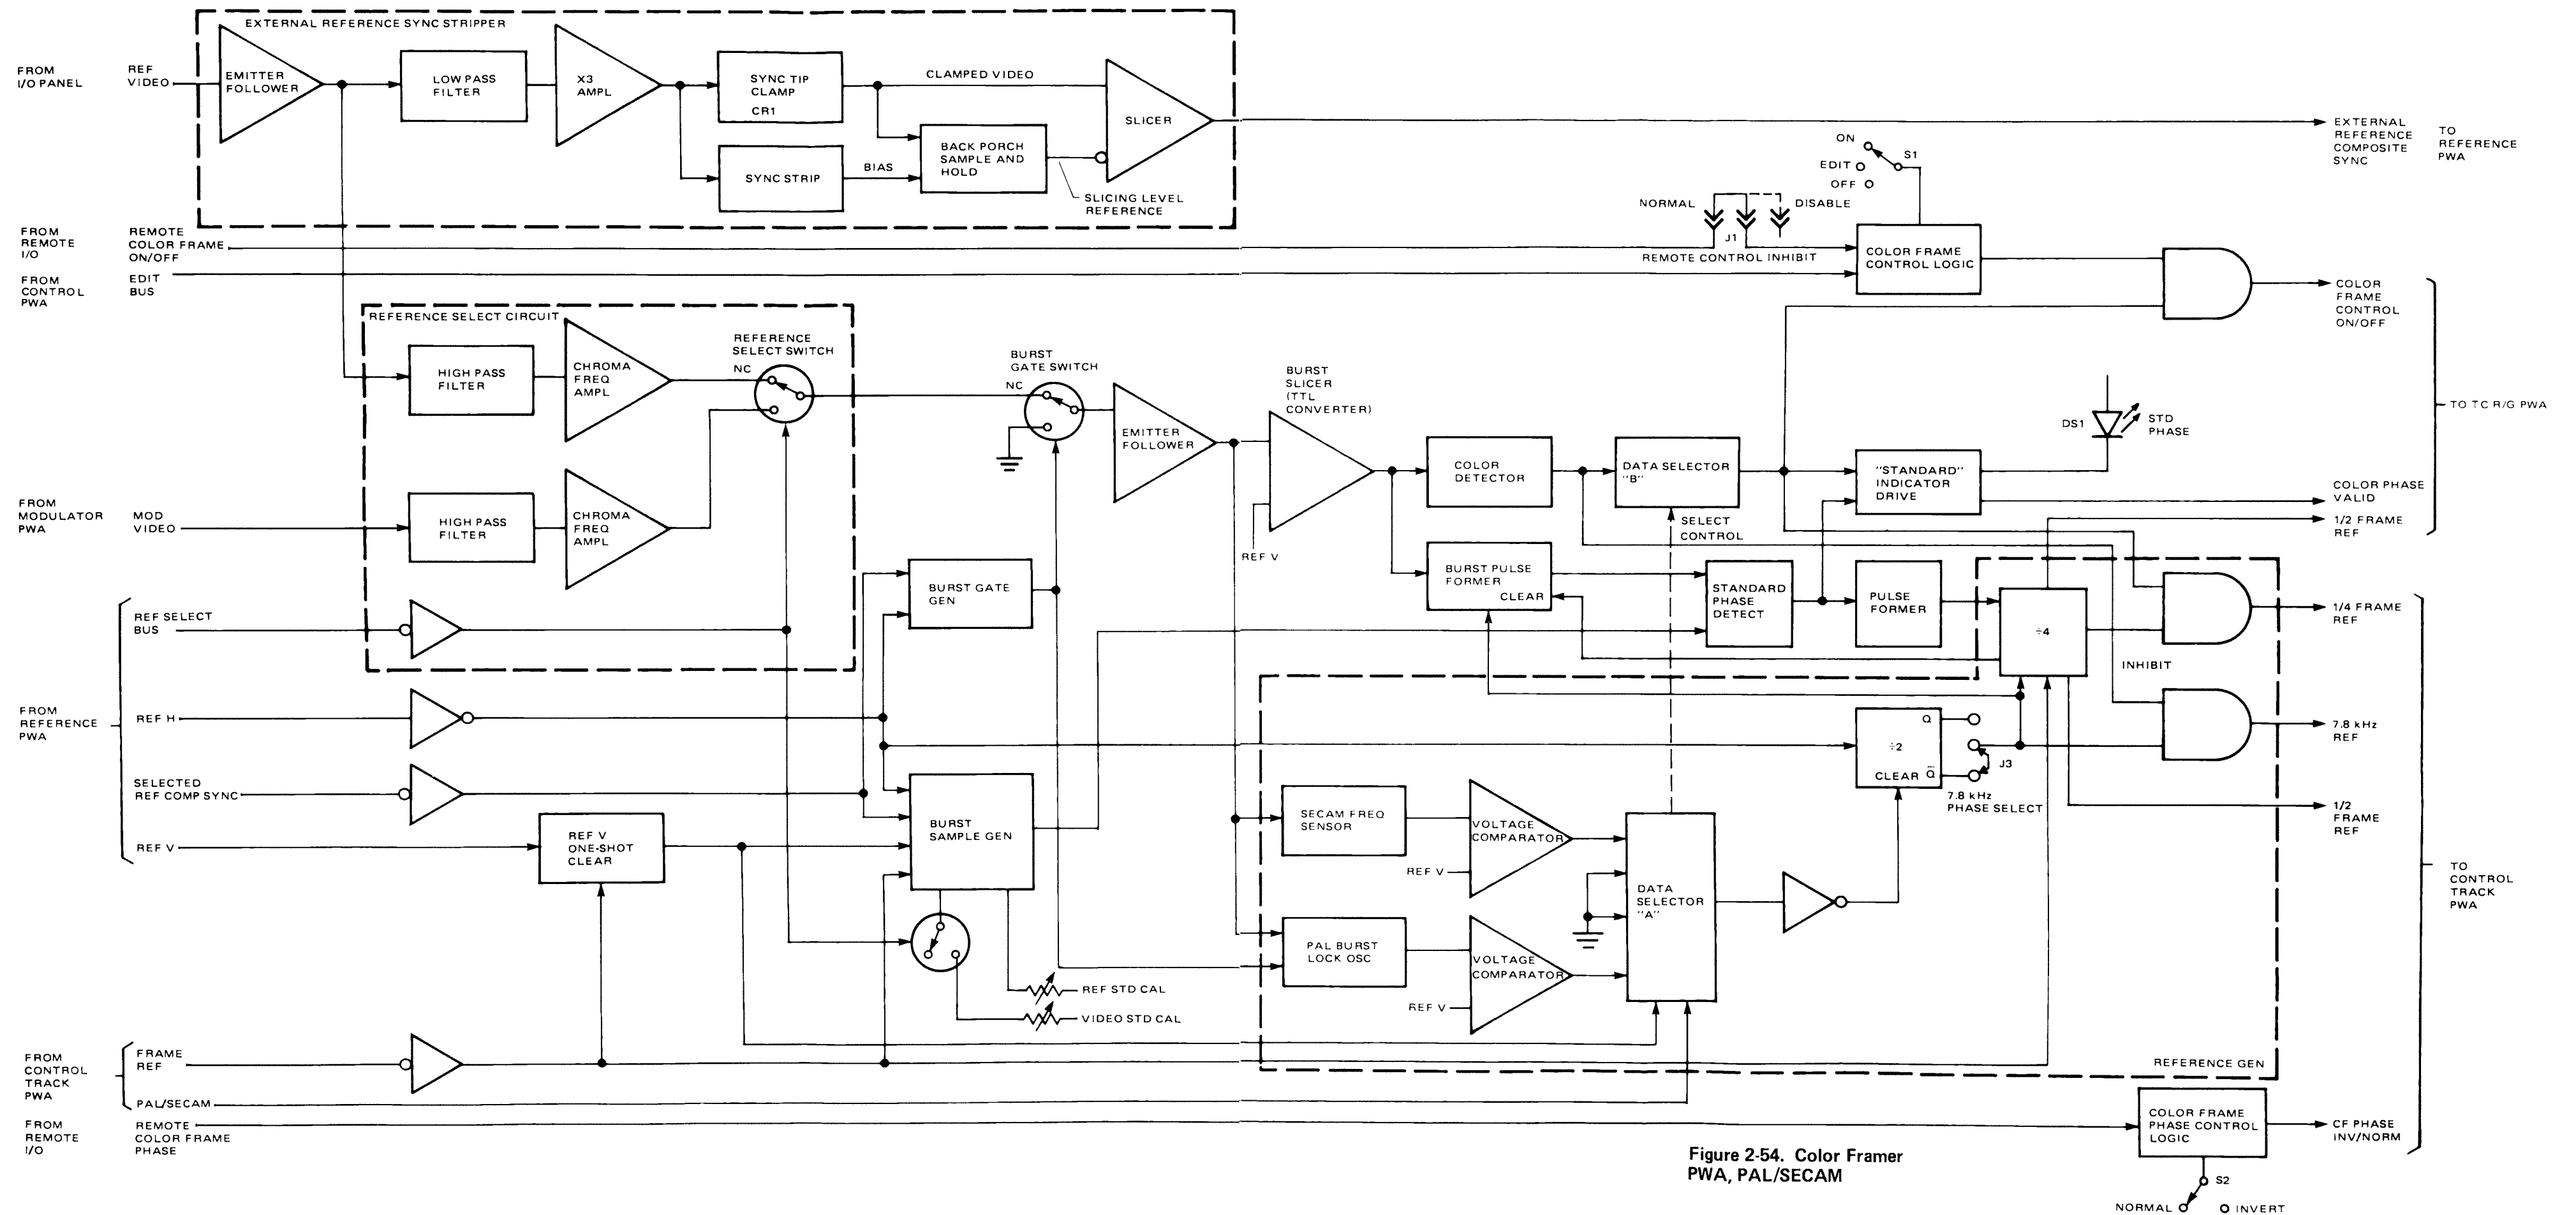 EXTERNAL REFERENCE SYNC STRIPPER
FROM
I/O PANEL
REF
VIDEO
EMITTER
FOLLOWER
LOW PASS
FILTER
X3
AMPL
SYNC TIP
CLAMP
CR1
CLAMPED VIDEO
SLICER
SYNC STRIP
BIAS
BACK PORCH
SAMPLE AND
HOLD
SLICING LEVEL
REFERENCE
EXTERNAL
REFERENCE
COMPOSITE
SYNC
TO
REFERENCE
PWA
ON
EDIT
OFF
S1
NORMAL
DISABLE
J1
REMOTE CONTROL INHIBIT
COLOR FRAME
CONTROL LOGIC
FROM
REMOTE
I/O
REMOTE
COLOR FRAME
ON/OFF
FROM
CONTROL
PWA
EDIT
BUS
COLOR
FRAME
CONTROL
ON/OFF
REFERENCE SELECT CIRCUIT
HIGH PASS
FILTER
CHROMA
FREQ
AMPL
REFERENCE
SELECT SWITCH
NC
BURST
GATE SWITCH
NC
EMITTER
FOLLOWER
BURST
SLICER
(TTL
CONVERTER)
REF V
COLOR
DETECTOR
DATA SELECTOR
"B"
SELECT
CONTROL
"STANDARD"
INDICATOR
DRIVE
DS1
STD
PHASE
TO TC R/G PWA
COLOR PHASE
VALID
1/2 FRAME
REF
FROM
MODULATOR
PWA
MOD
VIDEO
HIGH PASS
FILTER
CHROMA
FREQ
AMPL
BURST GATE
GEN
BURST PULSE
FORMER
CLEAR
STANDARD
PHASE
DETECT
PULSE
FORMER
÷4
INHIBIT
1/4 FRAME
REF
REF SELECT
BUS
FROM
REFERENCE
PWA
REF H
SELECTED
REF COMP SYNC
REF V
REF V
ONE-SHOT
CLEAR
BURST
SAMPLE GEN
REF STD CAL
VIDEO STD CAL
SECAM FREQ
SENSOR
VOLTAGE
COMPARATOR
REF V
PAL BURST
LOCK OSC
VOLTAGE
COMPARATOR
REF V
DATA
SELECTOR
"A"
÷2
Q
CLEAR Q̅
J3
7.8 kHz
PHASE SELECT
7.8 kHz
REF
1/2
FRAME
REF
TO
CONTROL
TRACK
PWA
REFERENCE GEN
FROM
CONTROL
TRACK
PWA
FRAME
REF
PAL/SECAM
FROM
REMOTE
I/O
REMOTE
COLOR FRAME
PHASE
COLOR FRAME
PHASE CONTROL
LOGIC
CF PHASE
INV/NORM
S2
NORMAL
INVERT
Figure 2-54. Color Framer
PWA, PAL/SECAM